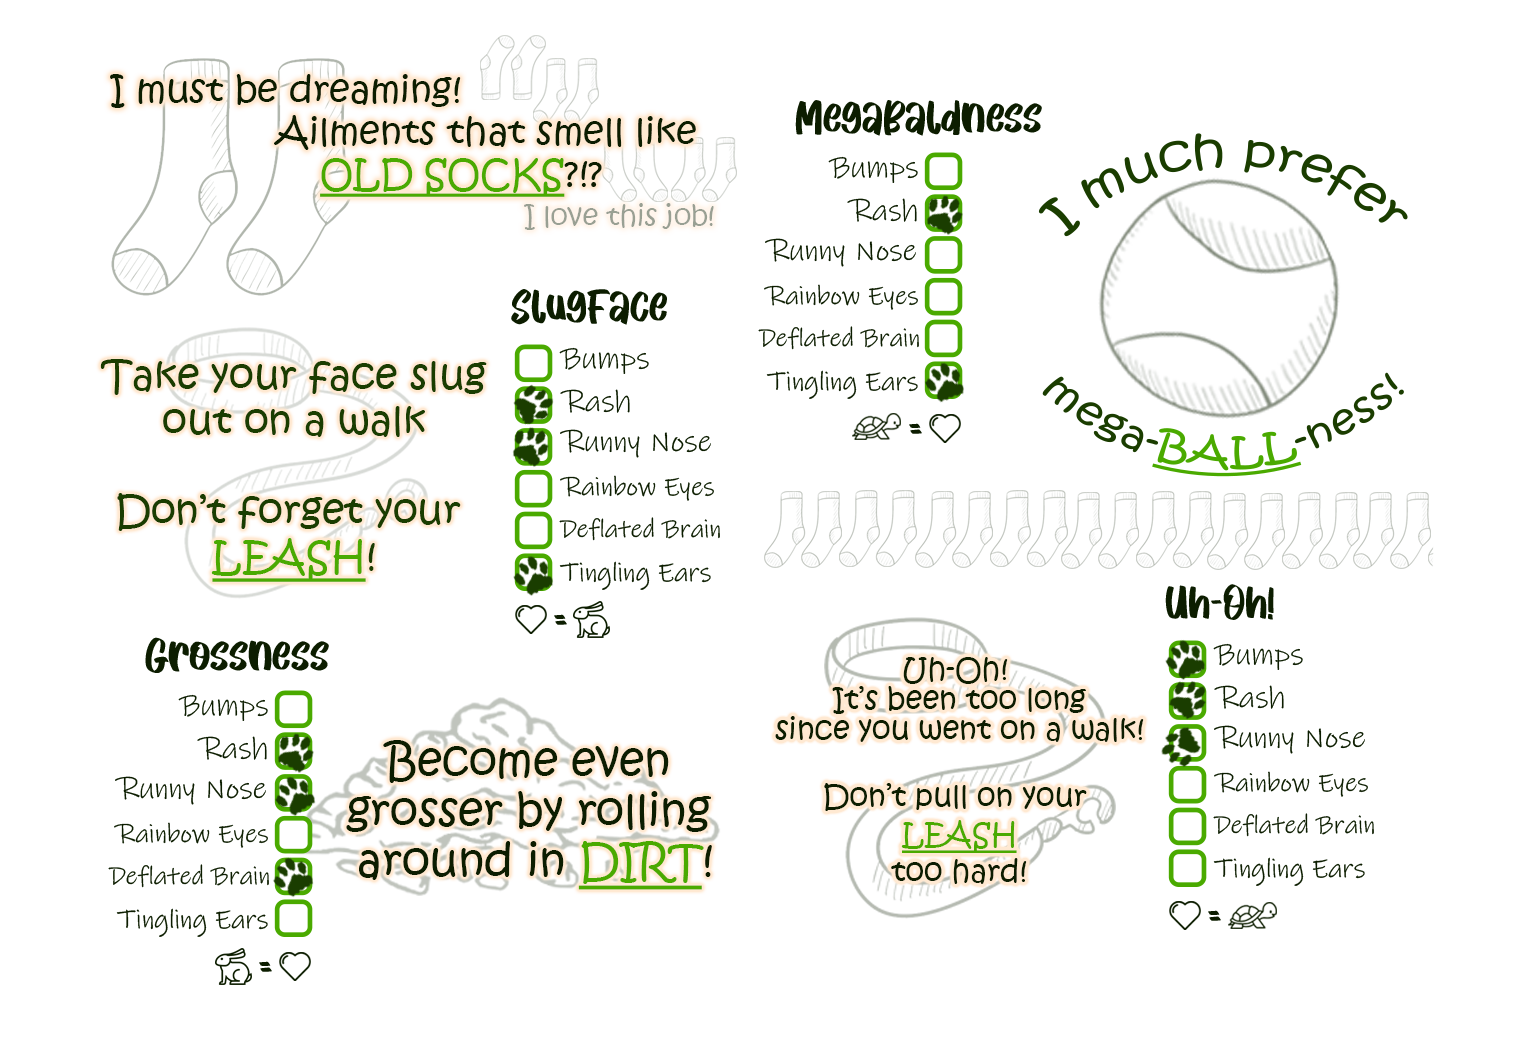 I must be dreaming!
Ailments that smell like
OLD SOCKS?!?
I love this job!
SlugFace
Bumps
Rash
Runny Nose
Rainbow Eyes
Deflated Brain
Tingling Ears
=
Take your face slug
out on a walk
Don't forget your
LEASH!
Grossness
Bumps
Rash
Runny Nose
Rainbow Eyes
Deflated Brain
Tingling Ears
=
Become even
grosser by rolling
around in DIRT!
MegaBaldness
Bumps
Rash
Runny Nose
Rainbow Eyes
Deflated Brain
Tingling Ears
=
I much prefer
mega-BALL-ness!
Uh-Oh!
It's been too long
since you went on a walk!
Don't pull on your
LEASH
too hard!
Uh-Oh!
Bumps
Rash
Runny Nose
Rainbow Eyes
Deflated Brain
Tingling Ears
=